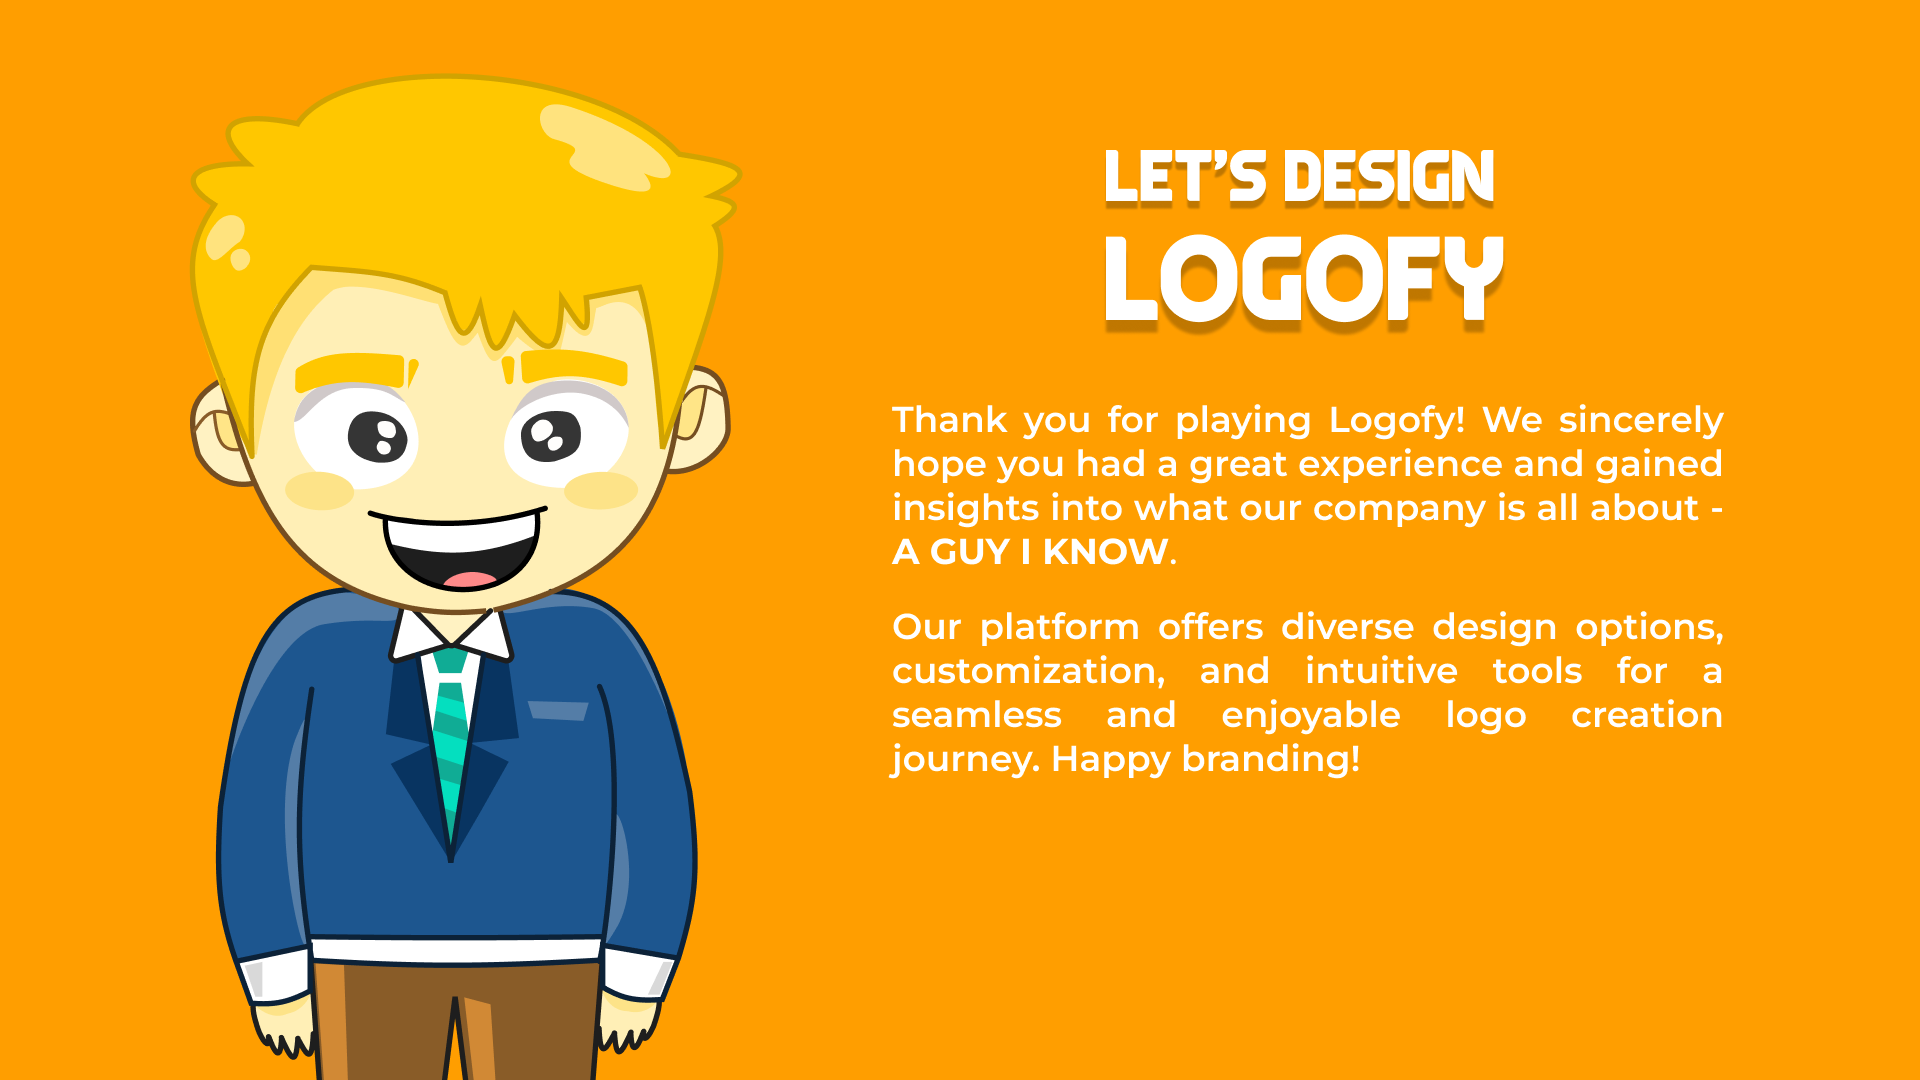 LET'S DESIGN
LOGOFY
Thank you for playing Logofy! We sincerely
hope you had a great experience and gained
insights into what our company is all about -
A GUY I KNOW.
Our platform offers diverse design options,
customization, and intuitive tools for a
seamless and enjoyable logo creation
journey. Happy branding!